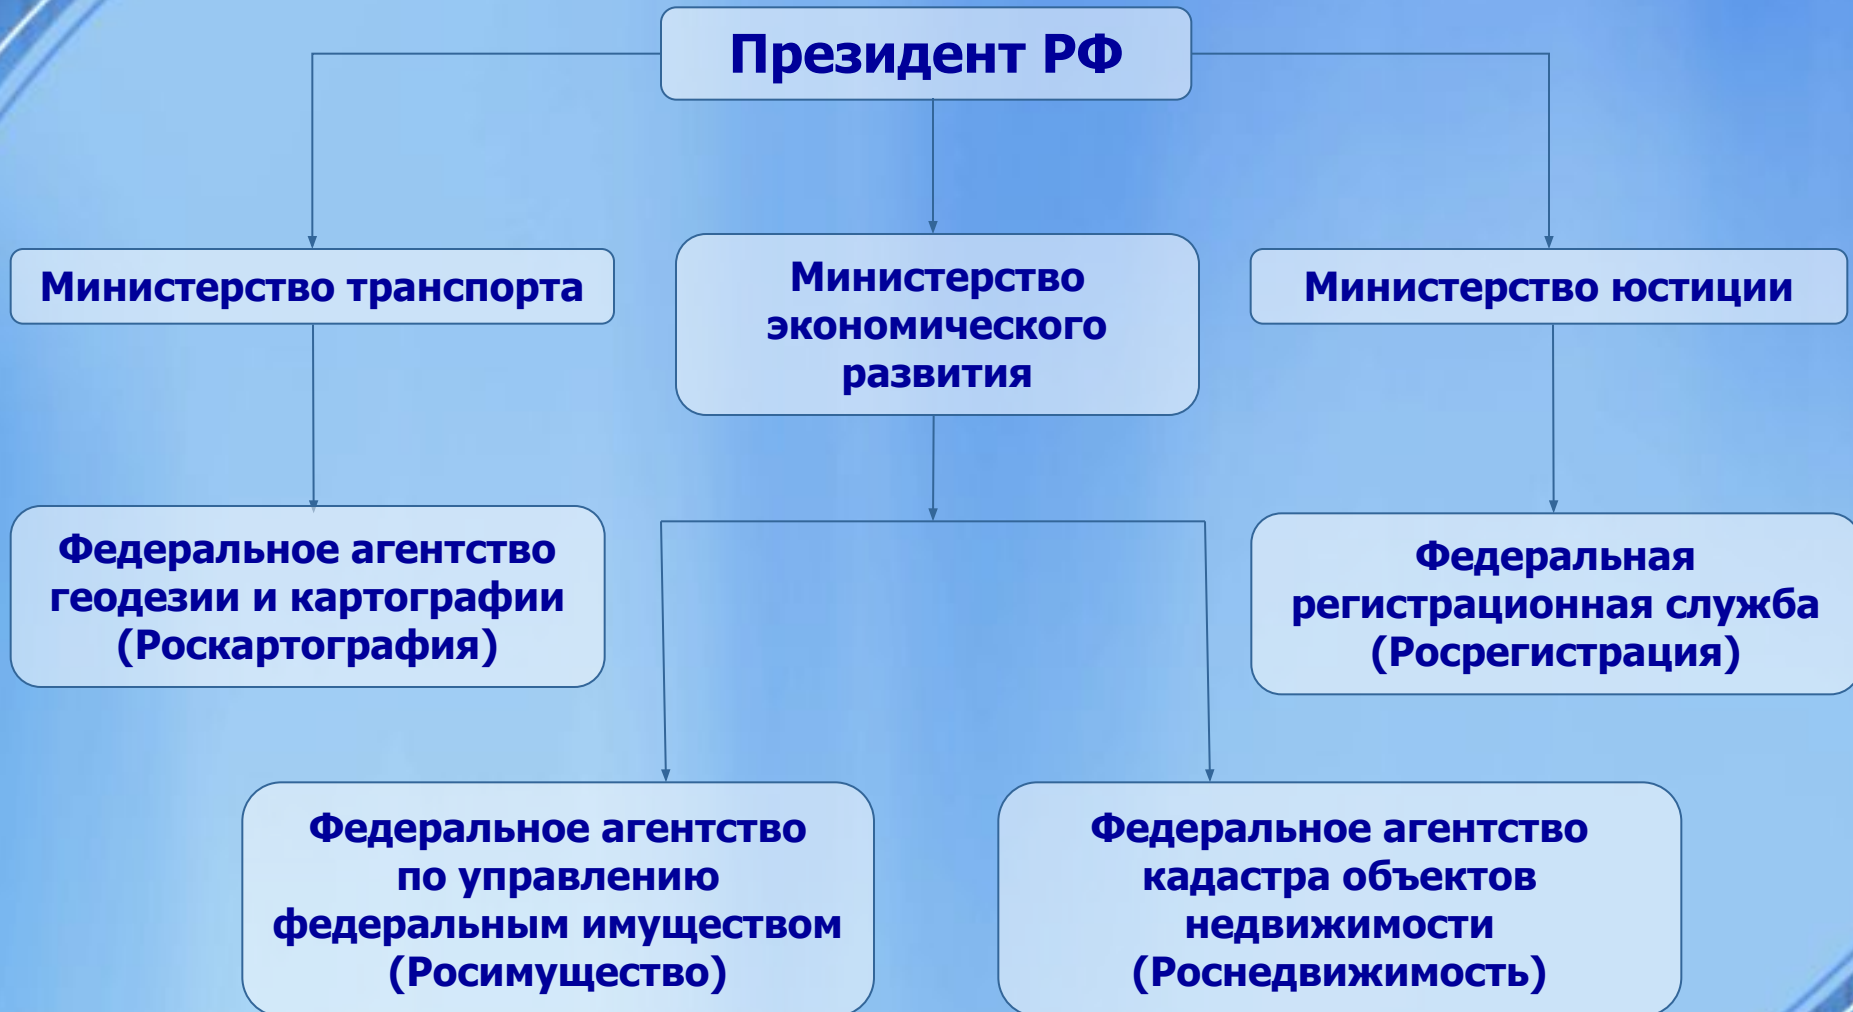 Президент РФ
Министерство транспорта
Министерство
экономического
развития
Министерство юстиции
Федеральное агентство
геодезии и картографии
(Роскартография)
Федеральная
регистрационная служба
(Росрегистрация)
Федеральное агентство
по управлению
федеральным имуществом
(Росимущество)
Федеральное агентство
кадастра объектов
недвижимости
(Роснедвижимость)